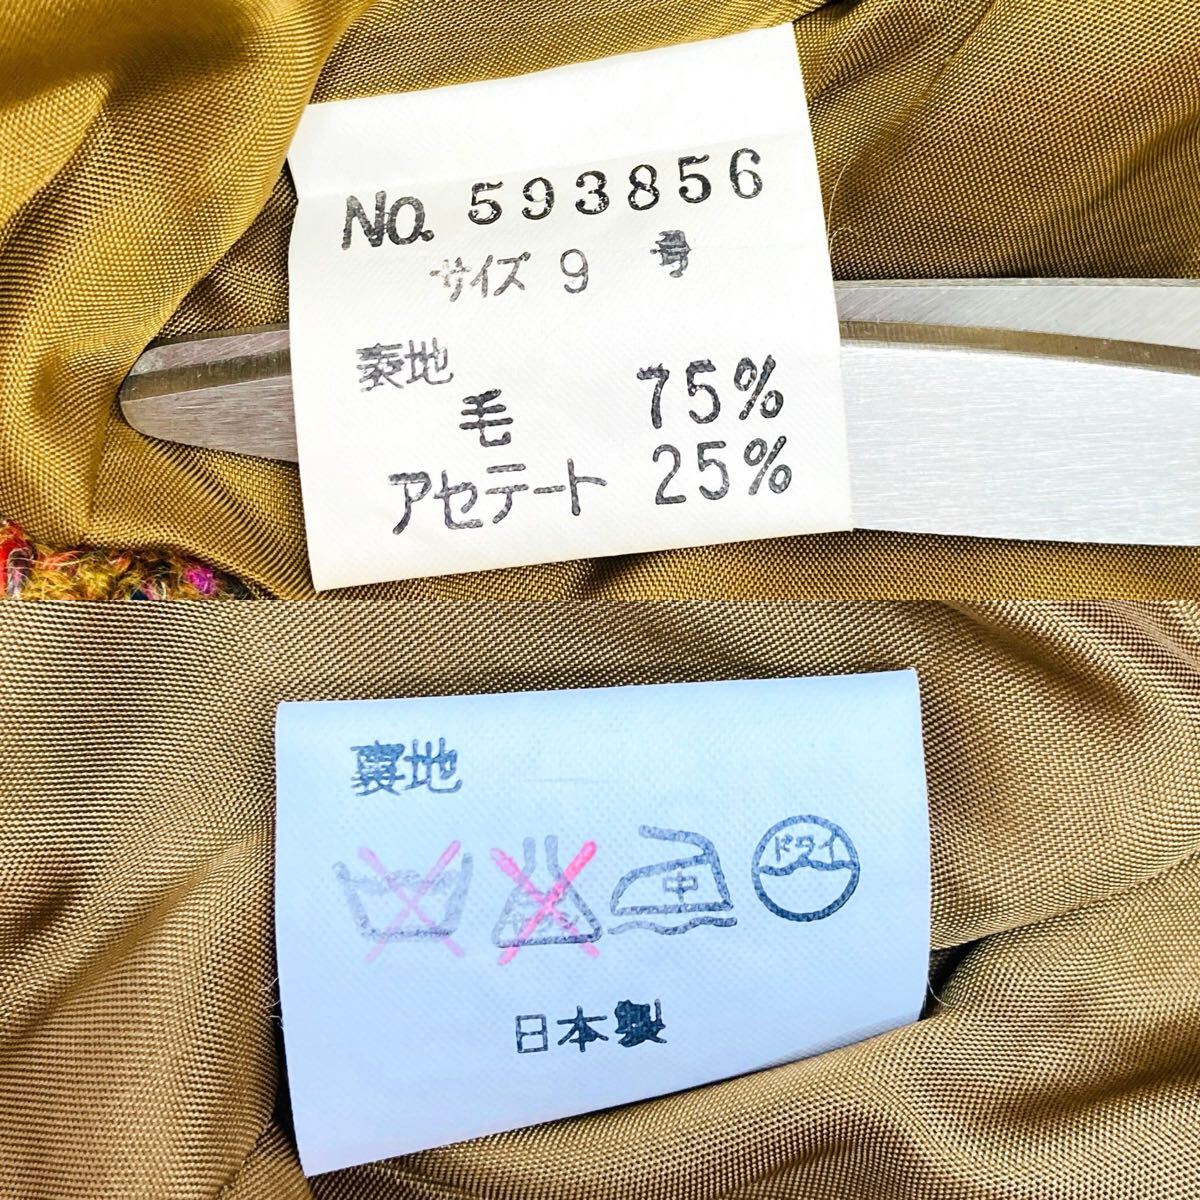 No. 593856
サイズ 9 号
表地
毛 75%
アセテート 25%
裏地
中 ドライ
日本製